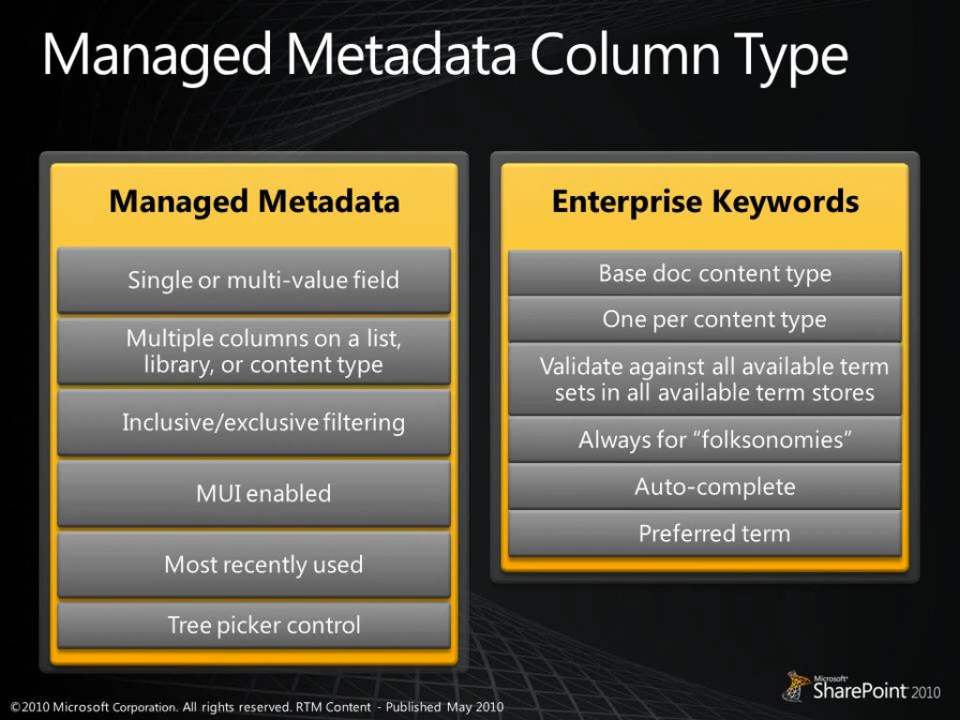 Managed Metadata Column Type
Managed Metadata
Single or multi-value field
Multiple columns on a list,
library, or content type
Inclusive/exclusive filtering
MUI enabled
Most recently used
Tree picker control
Enterprise Keywords
Base doc content type
One per content type
Validate against all available term
sets in all available term stores
Always for “folksonomies”
Auto-complete
Preferred term
Microsoft®
SharePoint 2010
©2010 Microsoft Corporation. All rights reserved. RTM Content - Published May 2010